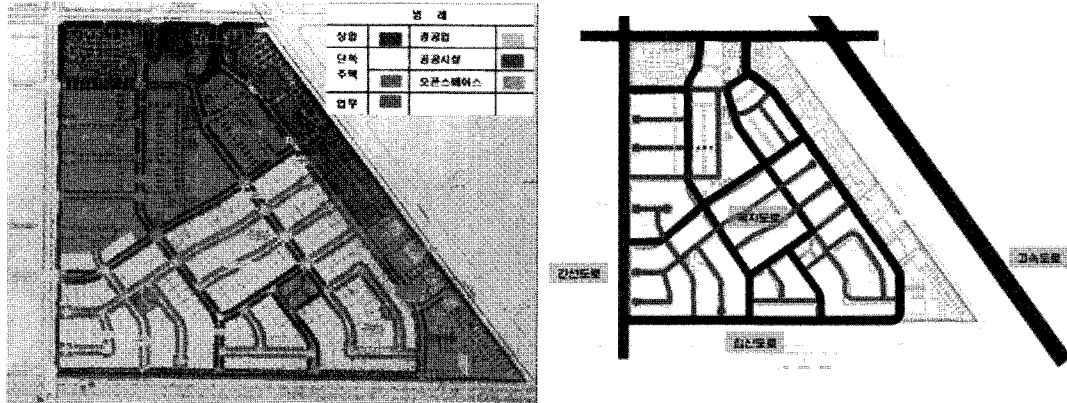 범 례
상업
공공업
단독
주택
공공시설
오픈스페이스
업무
국지도로
간선도로
고속도로
집산도로